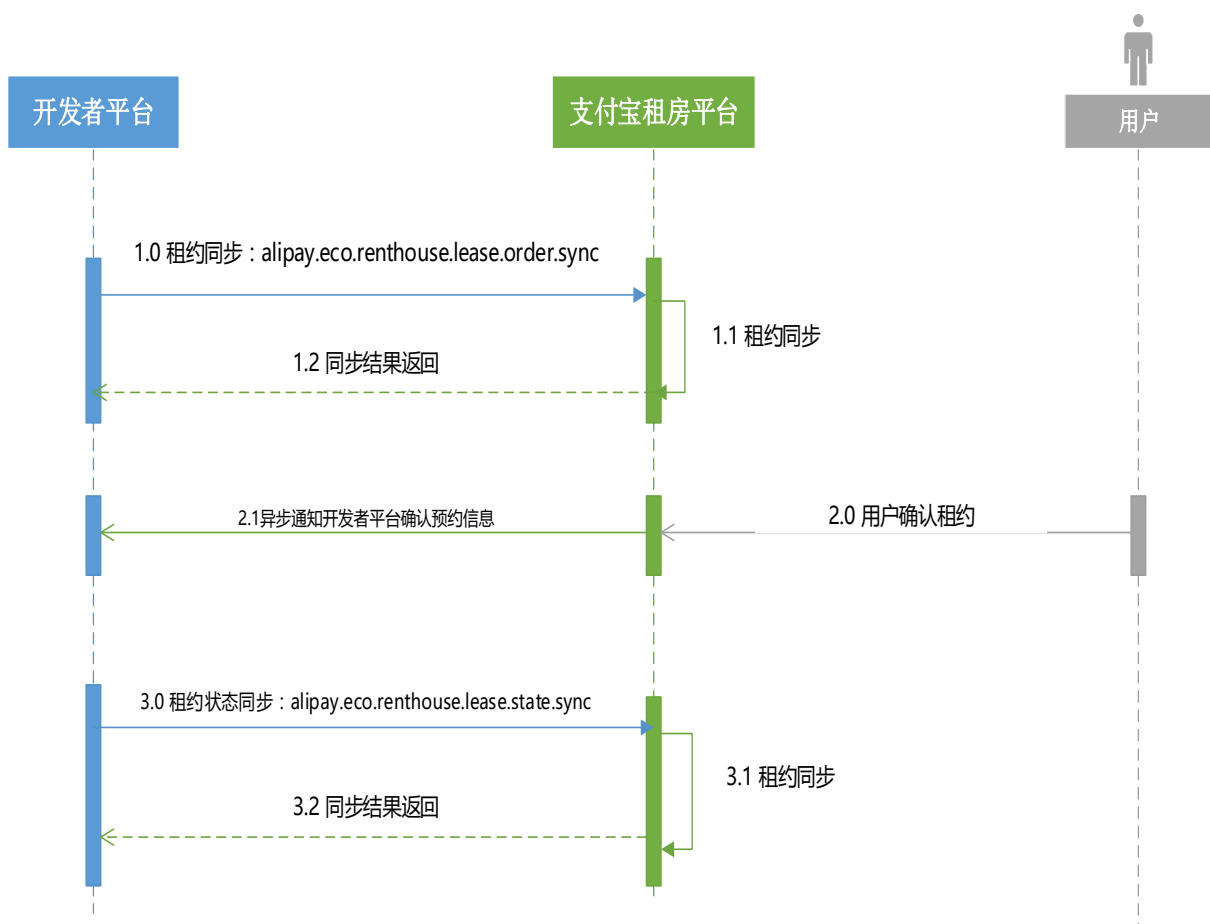 开发者平台
支付宝租房平台
用户
1.0 租约同步：alipay.eco.renthouse.lease.order.sync
1.1 租约同步
1.2 同步结果返回
2.0 用户确认租约
2.1异步通知开发者平台确认预约信息
3.0 租约状态同步：alipay.eco.renthouse.lease.state.sync
3.1 租约同步
3.2 同步结果返回